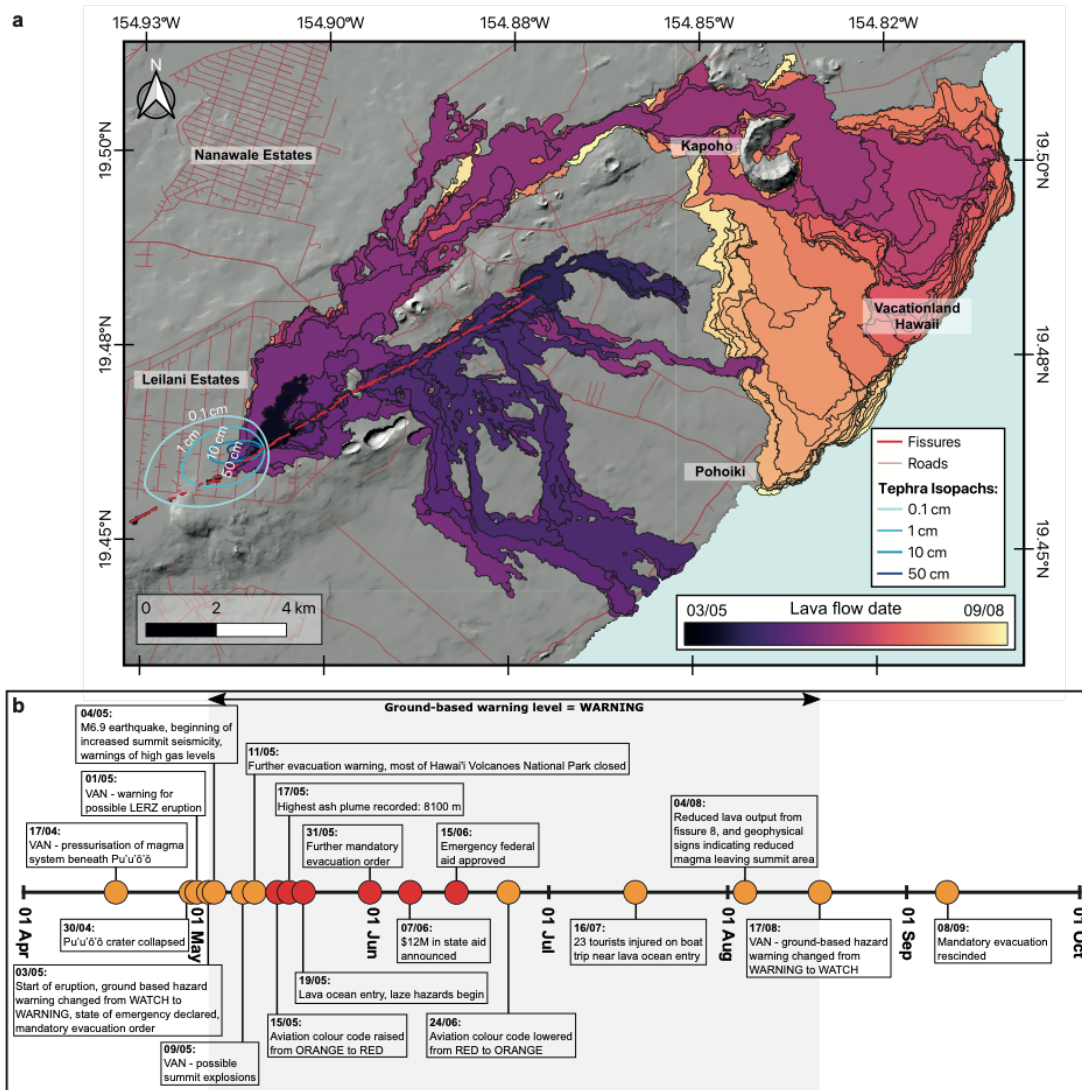 a
154.93°W 154.90°W 154.88°W 154.85°W 154.82°W
N
Nanawale Estates
Kapoho
19.50°N
19.50°N
Vacationland
Hawaii
19.48°N
19.48°N
Leilani Estates
0.1 cm
1 cm
10 cm
50 cm
Pohoiki
19.45°N
19.45°N
Fissures
Roads
Tephra Isopachs:
0.1 cm
1 cm
10 cm
50 cm
0 2 4 km
03/05 Lava flow date 09/08
b
Ground-based warning level = WARNING
04/05:
M6.9 earthquake, beginning of
increased summit seismicity,
warnings of high gas levels
11/05:
Further evacuation warning, most of Hawai'i Volcanoes National Park closed
01/05:
VAN - warning for
possible LERZ eruption
17/05:
Highest ash plume recorded: 8100 m
04/08:
Reduced lava output from
fissure 8, and geophysical
signs indicating reduced
magma leaving summit area
17/04:
VAN - pressurisation of magma
system beneath Pu'u'ō'ō
31/05:
Further mandatory
evacuation order
15/06:
Emergency federal
aid approved
01 Apr
01 May
01 Jun
01 Jul
01 Aug
01 Sep
01 Oct
30/04:
Pu'u'ō'ō crater collapsed
07/06:
$12M in state aid
announced
16/07:
23 tourists injured on boat
trip near lava ocean entry
17/08:
VAN - ground-based hazard
warning changed from
WARNING to WATCH
08/09:
Mandatory evacuation
rescinded
03/05:
Start of eruption, ground based hazard
warning changed from WATCH to
WARNING, state of emergency declared,
mandatory evacuation order
19/05:
Lava ocean entry, laze hazards begin
15/05:
Aviation colour code raised
from ORANGE to RED
24/06:
Aviation colour code lowered
from RED to ORANGE
09/05:
VAN - possible
summit explosions